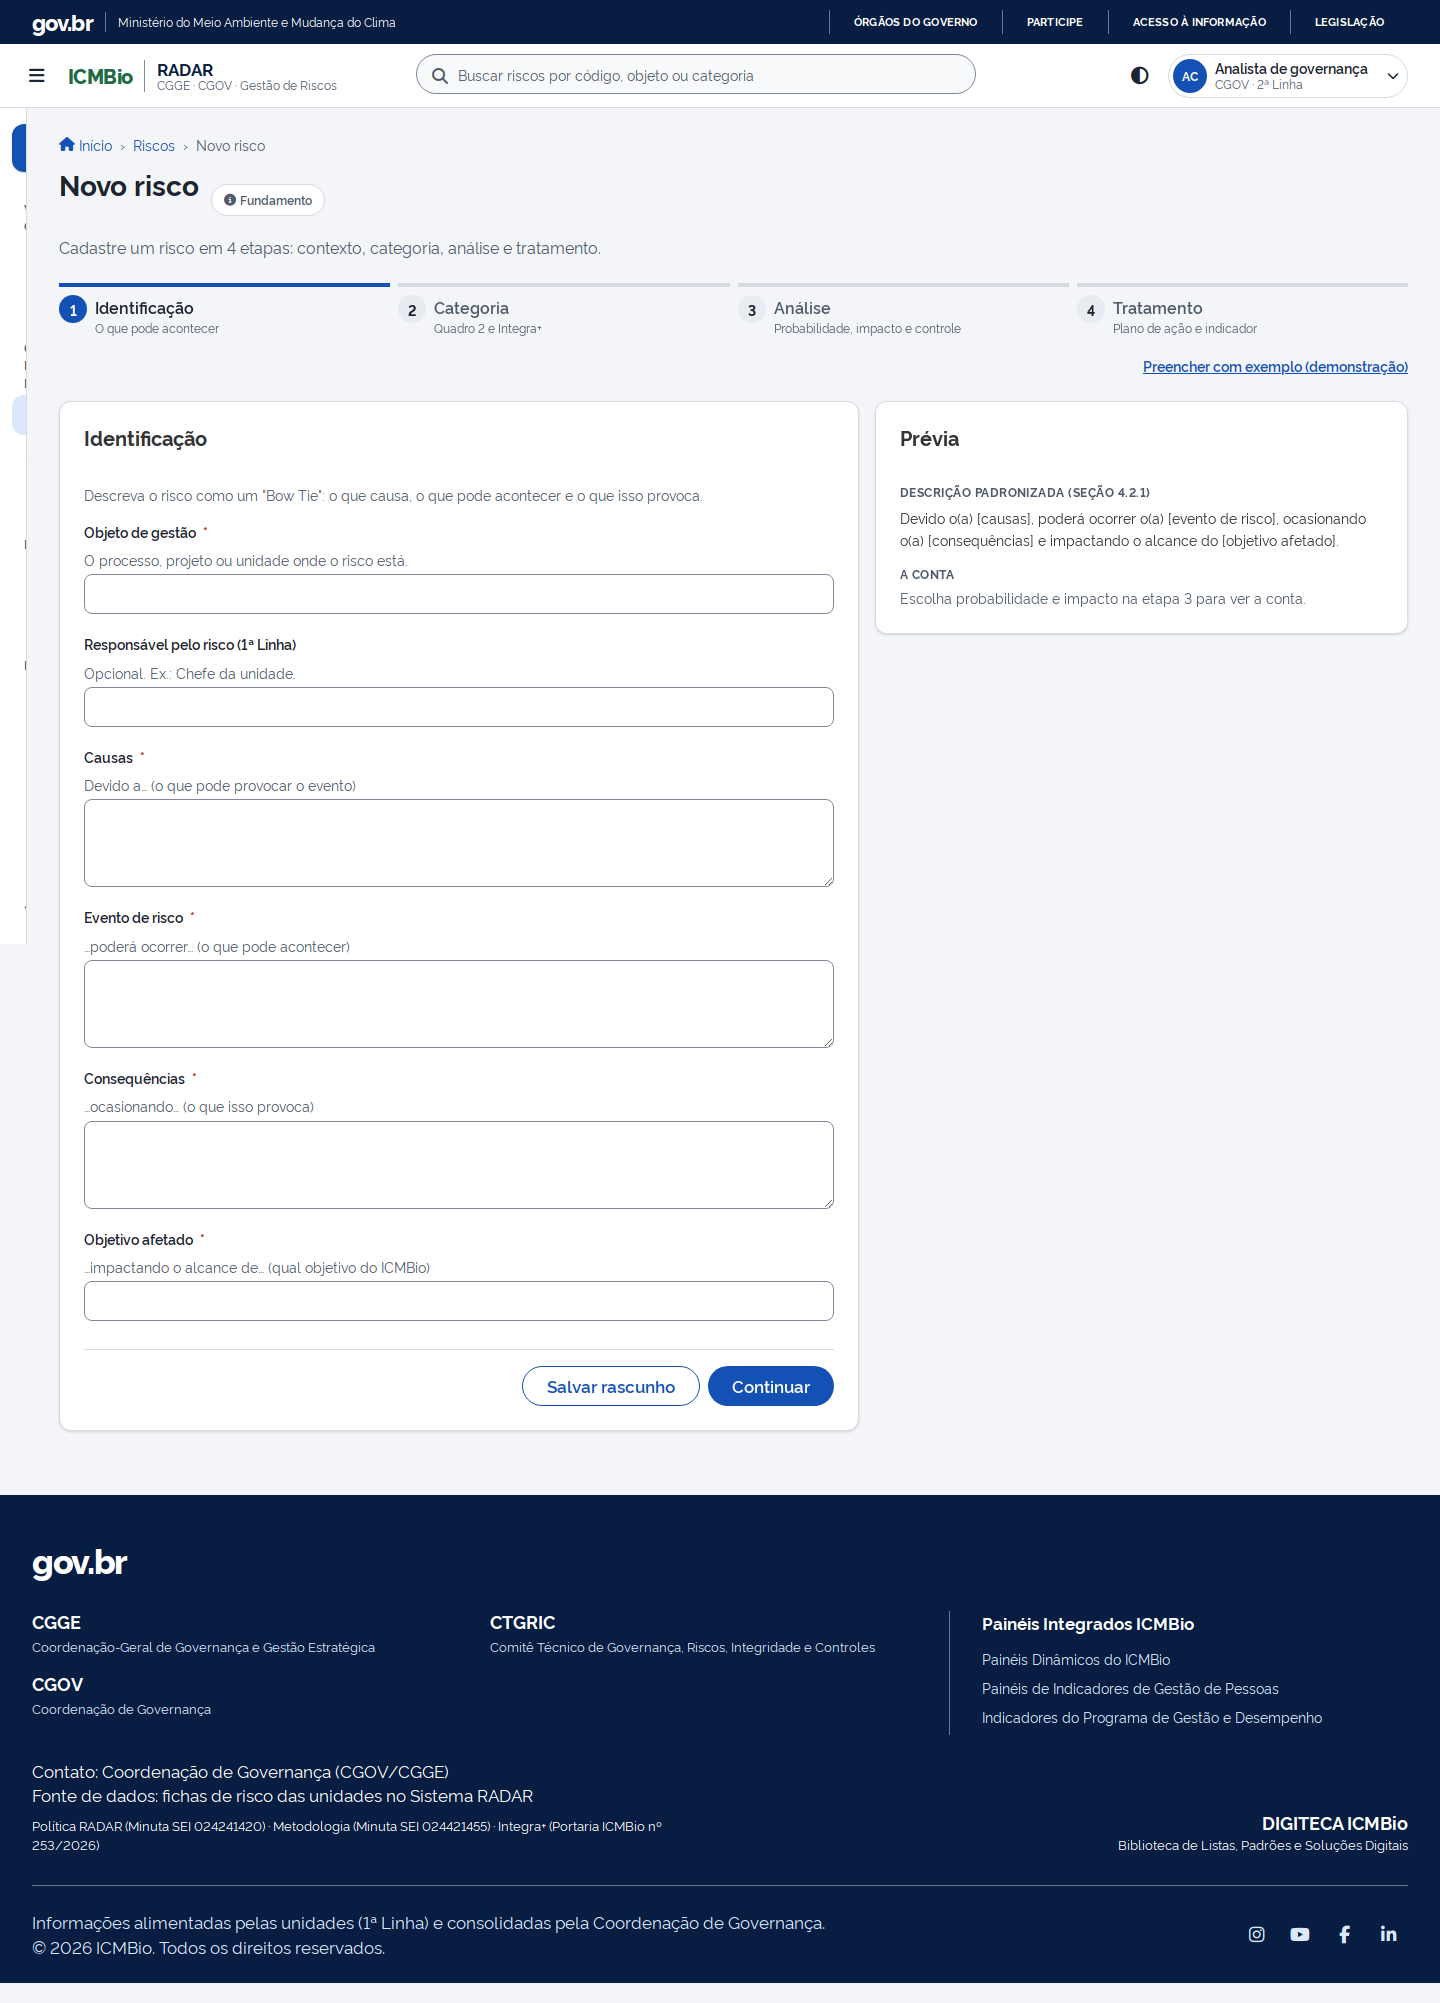 gov.br
Ministério do Meio Ambiente e Mudança do Clima
ÓRGÃOS DO GOVERNO
PARTICIPE
ACESSO À INFORMAÇÃO
LEGISLAÇÃO
ICMBio
RADAR
CGGE · CGOV · Gestão de Riscos
Buscar riscos por código, objeto ou categoria
AC
Analista de governança
CGOV · 2ª Linha
Início › Riscos › Novo risco
Novo risco
Fundamento
Cadastre um risco em 4 etapas: contexto, categoria, análise e tratamento.
1
Identificação
O que pode acontecer
2
Categoria
Quadro 2 e Integra+
3
Análise
Probabilidade, impacto e controle
4
Tratamento
Plano de ação e indicador
Preencher com exemplo (demonstração)
Identificação
Descreva o risco como um "Bow Tie": o que causa, o que pode acontecer e o que isso provoca.
Objeto de gestão *
O processo, projeto ou unidade onde o risco está.
Responsável pelo risco (1ª Linha)
Opcional. Ex.: Chefe da unidade.
Causas *
Devido a... (o que pode provocar o evento)
Evento de risco *
...poderá ocorrer... (o que pode acontecer)
Consequências *
...ocasionando... (o que isso provoca)
Objetivo afetado *
...impactando o alcance de... (qual objetivo do ICMBio)
Salvar rascunho
Continuar
Prévia
DESCRIÇÃO PADRONIZADA (SEÇÃO 4.2.1)
Devido o(a) [causas], poderá ocorrer o(a) [evento de risco], ocasionando
o(a) [consequências] e impactando o alcance do [objetivo afetado].
A CONTA
Escolha probabilidade e impacto na etapa 3 para ver a conta.
gov.br
CGGE
Coordenação-Geral de Governança e Gestão Estratégica
CGOV
Coordenação de Governança
CTGRIC
Comitê Técnico de Governança, Riscos, Integridade e Controles
Painéis Integrados ICMBio
Painéis Dinâmicos do ICMBio
Painéis de Indicadores de Gestão de Pessoas
Indicadores do Programa de Gestão e Desempenho
Contato: Coordenação de Governança (CGOV/CGGE)
Fonte de dados: fichas de risco das unidades no Sistema RADAR
Política RADAR (Minuta SEI 024241420) · Metodologia (Minuta SEI 024421455) · Integra+ (Portaria ICMBio nº
253/2026)
DIGITECA ICMBio
Biblioteca de Listas, Padrões e Soluções Digitais
Informações alimentadas pelas unidades (1ª Linha) e consolidadas pela Coordenação de Governança.
© 2026 ICMBio. Todos os direitos reservados.